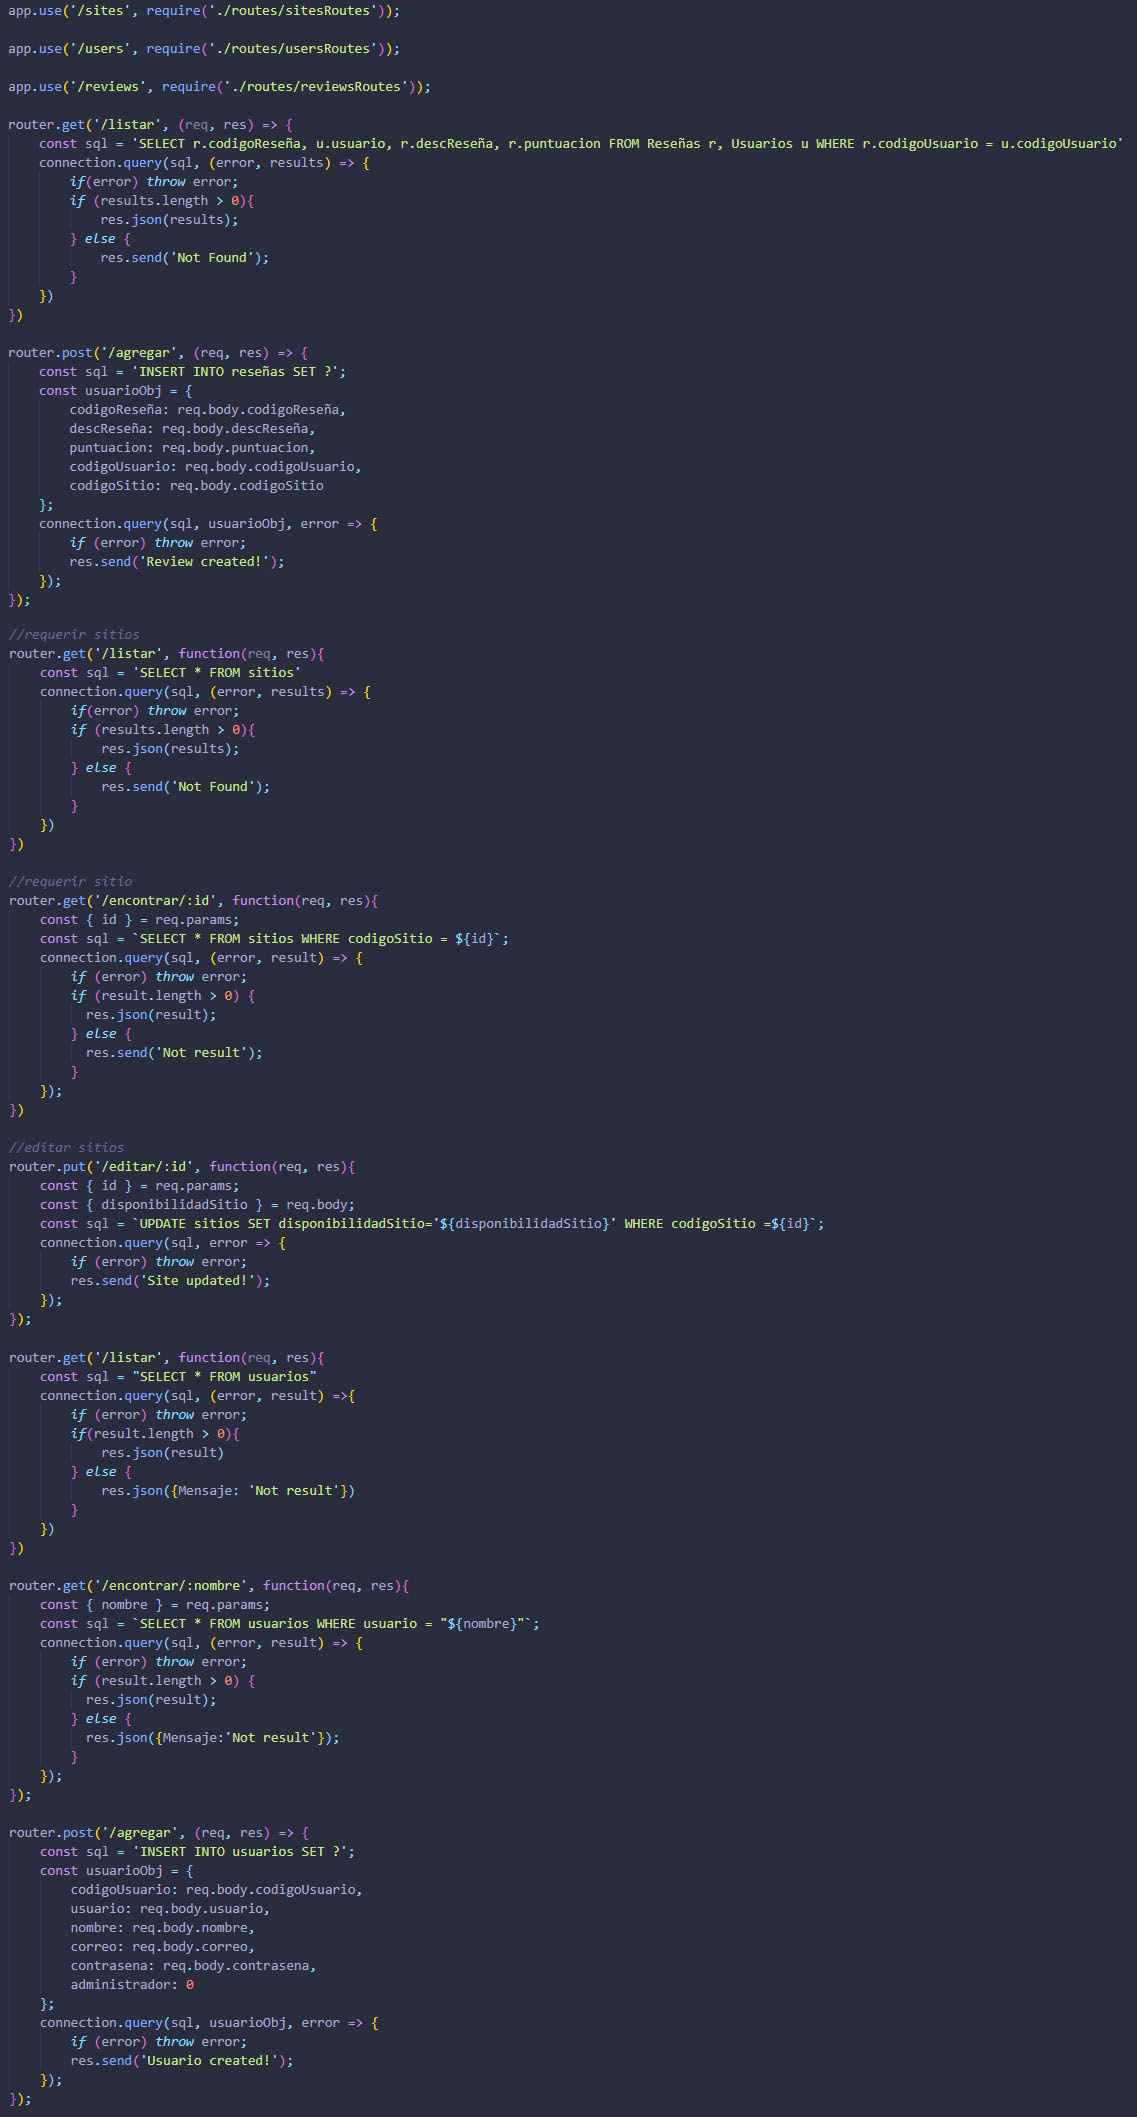 app.use('/sites', require('./routes/sitesRoutes'));
app.use('/users', require('./routes/usersRoutes'));
app.use('/reviews', require('./routes/reviewsRoutes'));
router.get('/listar', (req, res) => {
    const sql = 'SELECT r.codigoReseña, u.usuario, r.descReseña, r.puntuacion FROM Reseñas r, Usuarios u WHERE r.codigoUsuario = u.codigoUsuario'
    connection.query(sql, (error, results) => {
        if(error) throw error;
        if (results.length > 0){
            res.json(results);
        } else {
            res.send('Not Found');
        }
    })
})
router.post('/agregar', (req, res) => {
    const sql = 'INSERT INTO reseñas SET ?';
    const usuarioObj = {
        codigoReseña: req.body.codigoReseña,
        descReseña: req.body.descReseña,
        puntuacion: req.body.puntuacion,
        codigoUsuario: req.body.codigoUsuario,
        codigoSitio: req.body.codigoSitio
    };
    connection.query(sql, usuarioObj, error => {
        if (error) throw error;
        res.send('Review created!');
    });
});
//requerir sitios
router.get('/listar', function(req, res){
    const sql = 'SELECT * FROM sitios'
    connection.query(sql, (error, results) => {
        if(error) throw error;
        if (results.length > 0){
            res.json(results);
        } else {
            res.send('Not Found');
        }
    })
})
//requerir sitio
router.get('/encontrar/:id', function(req, res){
    const { id } = req.params;
    const sql = `SELECT * FROM sitios WHERE codigoSitio = ${id}`;
    connection.query(sql, (error, result) => {
        if (error) throw error;
        if (result.length > 0) {
          res.json(result);
        } else {
          res.send('Not result');
        }
    });
})
//editar sitios
router.put('/editar/:id', function(req, res){
    const { id } = req.params;
    const { disponibilidadSitio } = req.body;
    const sql = `UPDATE sitios SET disponibilidadSitio='${disponibilidadSitio}' WHERE codigoSitio =${id}`;
    connection.query(sql, error => {
        if (error) throw error;
        res.send('Site updated!');
    });
});
router.get('/listar', function(req, res){
    const sql = "SELECT * FROM usuarios"
    connection.query(sql, (error, result) =>{
        if (error) throw error;
        if(result.length > 0){
            res.json(result)
        } else {
            res.json({Mensaje: 'Not result'})
        }
    })
})
router.get('/encontrar/:nombre', function(req, res){
    const { nombre } = req.params;
    const sql = `SELECT * FROM usuarios WHERE usuario = "${nombre}"`;
    connection.query(sql, (error, result) => {
        if (error) throw error;
        if (result.length > 0) {
          res.json(result);
        } else {
          res.json({Mensaje:'Not result'});
        }
    });
});
router.post('/agregar', (req, res) => {
    const sql = 'INSERT INTO usuarios SET ?';
    const usuarioObj = {
        codigoUsuario: req.body.codigoUsuario,
        usuario: req.body.usuario,
        nombre: req.body.nombre,
        correo: req.body.correo,
        contrasena: req.body.contrasena,
        administrador: 0
    };
    connection.query(sql, usuarioObj, error => {
        if (error) throw error;
        res.send('Usuario created!');
    });
});